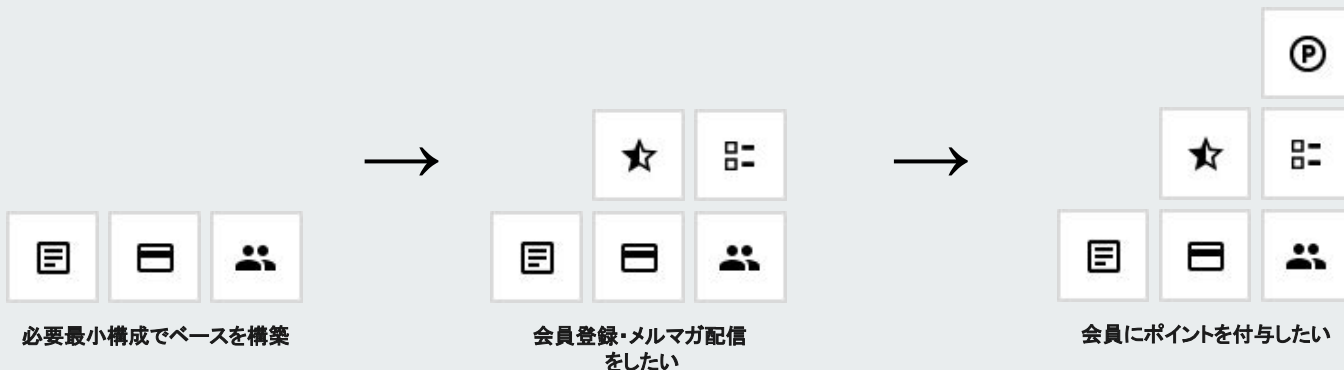 P
必要最小構成でベースを構築
会員登録・メルマガ配信
をしたい
会員にポイントを付与したい